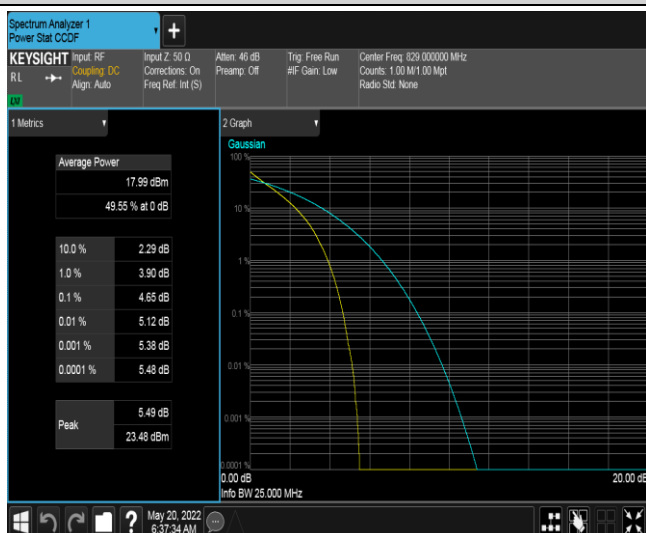 Spectrum Analyzer 1
Power Stat CCDF
+
KEYSIGHT
RL
Input: RF
Coupling: DC
Align: Auto
Input Z: 50 Ω
Corrections: On
Freq Ref: Int (S)
Atten: 46 dB
Preamp: Off
Trig: Free Run
#IF Gain: Low
Center Freq: 829.000000 MHz
Counts: 1.00 M/1.00 Mpt
Radio Std: None
1 Metrics
Average Power
17.99 dBm
49.55 % at 0 dB
10.0 % 2.29 dB
1.0 % 3.90 dB
0.1 % 4.65 dB
0.01 % 5.12 dB
0.001 % 5.38 dB
0.0001 % 5.48 dB
Peak
5.49 dB
23.48 dBm
2 Graph
Gaussian
100 %
10 %
1 %
0.1 %
0.01 %
0.001 %
0.0001 %
0.00 dB
20.00 dB
Info BW 25.000 MHz
?
May 20, 2022
6:37:34 AM